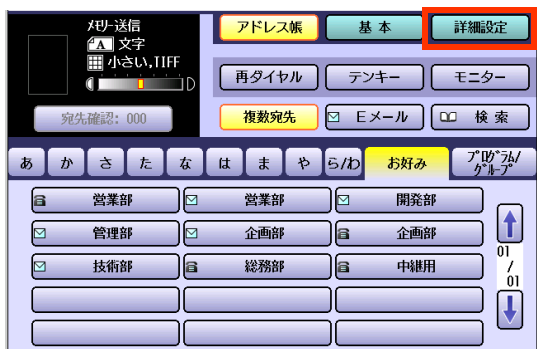 ﾒﾓﾘｰ送信
A 文字
小さい,TIFF
D
宛先確認: 000
アドレス帳
基 本
詳細設定
再ダイヤル
テンキー
モニター
複数宛先
Eメール
検 索
あ
か
さ
た
な
は
ま
や
ら/わ
お好み
ﾌﾟﾛｸﾞﾗﾑ/
ｸﾞﾙｰﾌﾟ
営業部
営業部
開発部
管理部
企画部
企画部
技術部
総務部
中継用
01
/
01